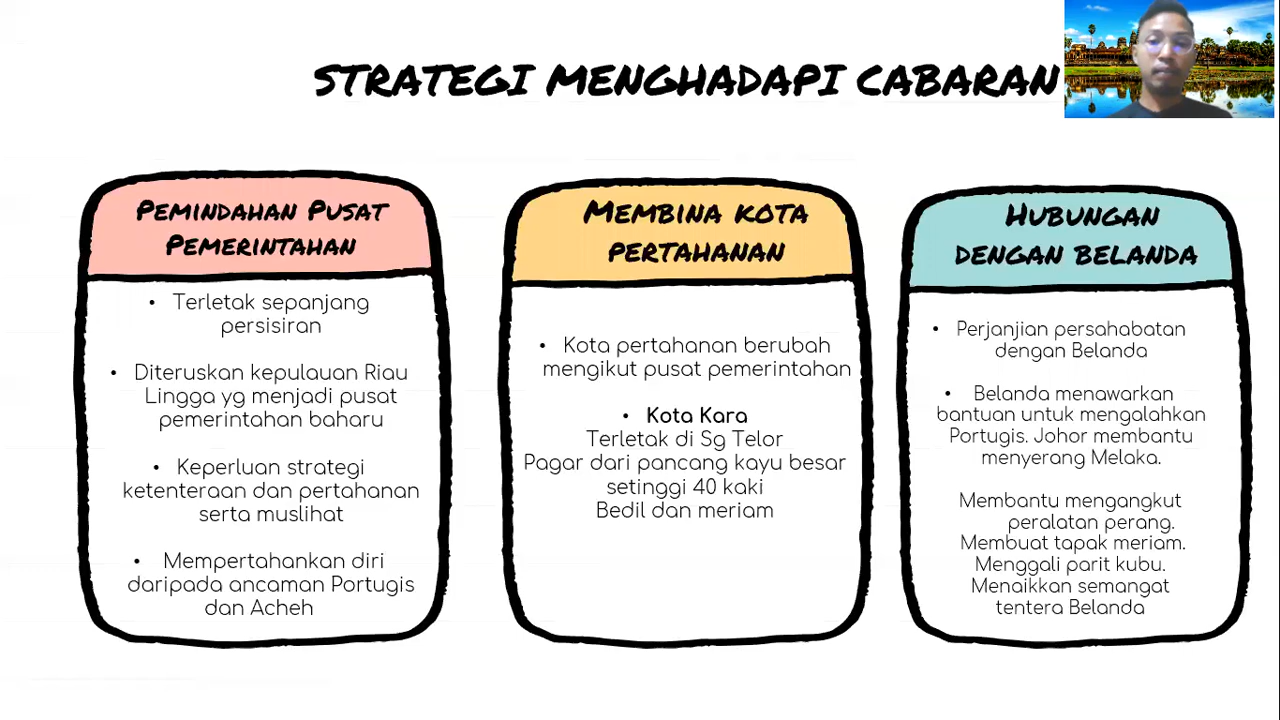 STRATEGI MENGHADAPI CABARAN
PEMINDAHAN PUSAT
PEMERINTAHAN
• Terletak sepanjang
persisiran
• Diteruskan kepulauan Riau
Lingga yg menjadi pusat
pemerintahan baharu
• Keperluan strategi
ketenteraan dan pertahanan
serta muslihat
• Mempertahankan diri
daripada ancaman Portugis
dan Acheh
MEMBINA KOTA
PERTAHANAN
• Kota pertahanan berubah
mengikut pusat pemerintahan
• Kota Kara
Terletak di Sg Telor
Pagar dari pancang kayu besar
setinggi 40 kaki
Bedil dan meriam
HUBUNGAN
DENGAN BELANDA
• Perjanjian persahabatan
dengan Belanda
• Belanda menawarkan
bantuan untuk mengalahkan
Portugis. Johor membantu
menyerang Melaka.
Membantu mengangkut
peralatan perang.
Membuat tapak meriam.
Menggali parit kubu.
Menaikkan semangat
tentera Belanda